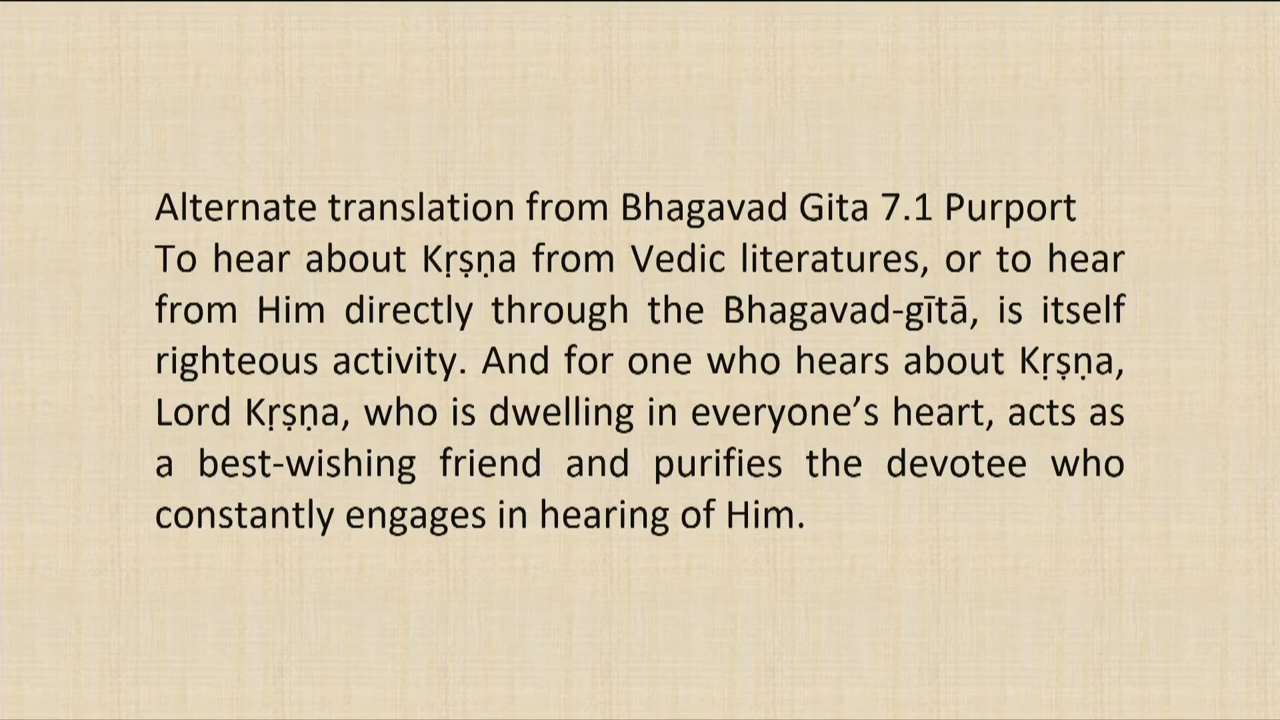 Alternate translation from Bhagavad Gita 7.1 Purport
To hear about Kṛṣṇa from Vedic literatures, or to hear
from Him directly through the Bhagavad-gītā, is itself
righteous activity. And for one who hears about Kṛṣṇa,
Lord Kṛṣṇa, who is dwelling in everyone’s heart, acts as
a best-wishing friend and purifies the devotee who
constantly engages in hearing of Him.